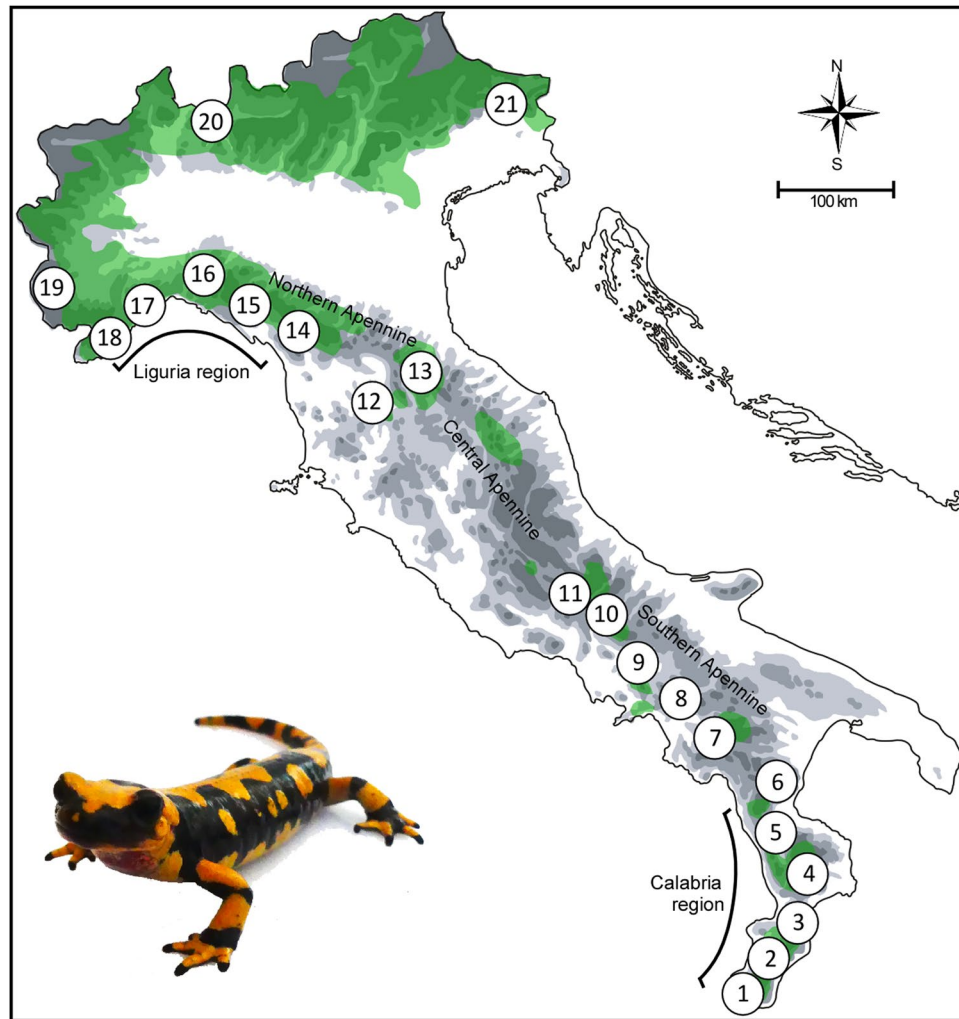 N
S
100 km
21
20
19
18
17
16
15
14
Northern Apennine
Liguria region
13
12
Central Apennine
11
10
Southern Apennine
9
8
7
6
5
4
Calabria
region
3
2
1